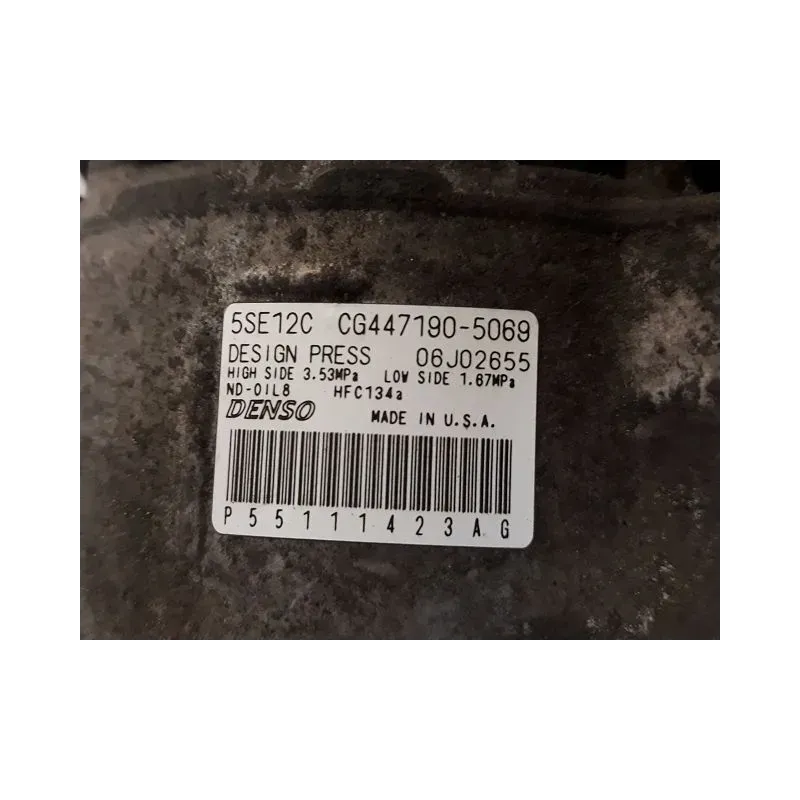 5SE12C CG447190-5069
DESIGN PRESS 06J02655
HIGH SIDE 3.53MPa LOW SIDE 1.67MPa
ND-OIL8 HFC134a
DENSO MADE IN U.S.A.
P55111423AG